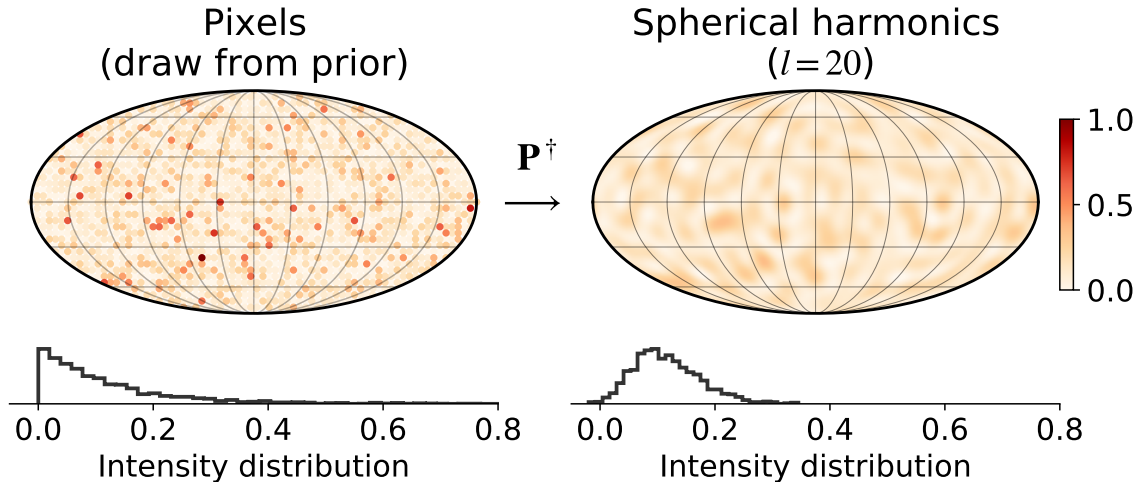 Pixels
(draw from prior)
Spherical harmonics
(l = 20)
P†
→
1.0
0.5
0.0
0.0 0.2 0.4 0.6 0.8
Intensity distribution
0.0 0.2 0.4 0.6 0.8
Intensity distribution